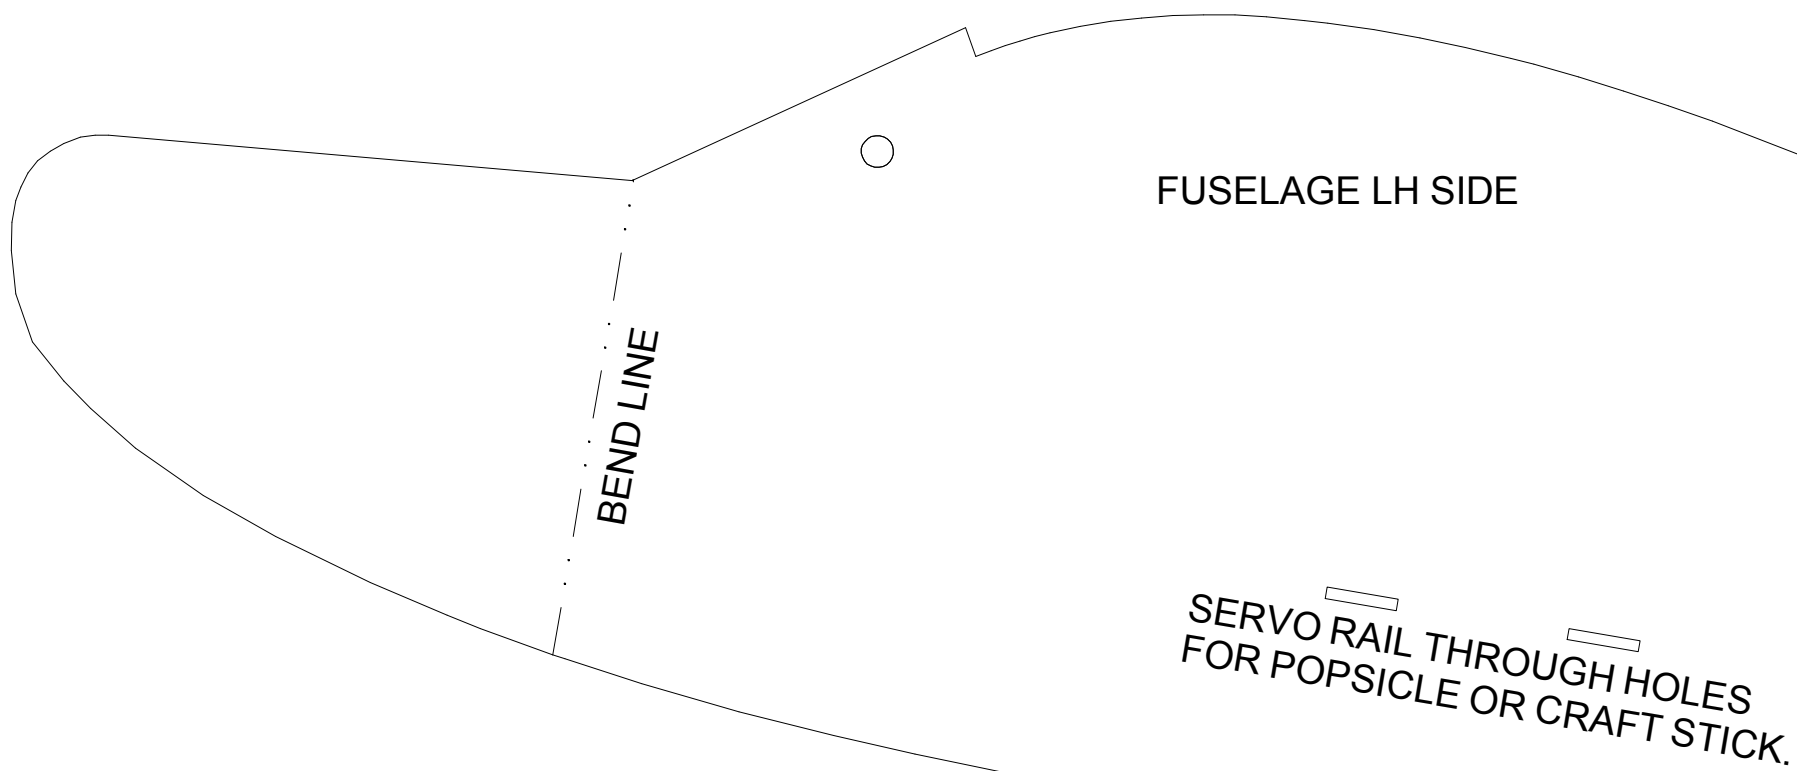 FUSELAGE LH SIDE
BEND LINE
SERVO RAIL THROUGH HOLES
FOR POPSICLE OR CRAFT STICK.